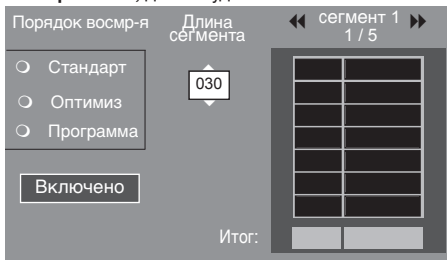 Порядок восмр-я
Длина
сегмента
сегмент 1
1 / 5
Стандарт
Оптимиз
Программа
030
Включено
Итог: